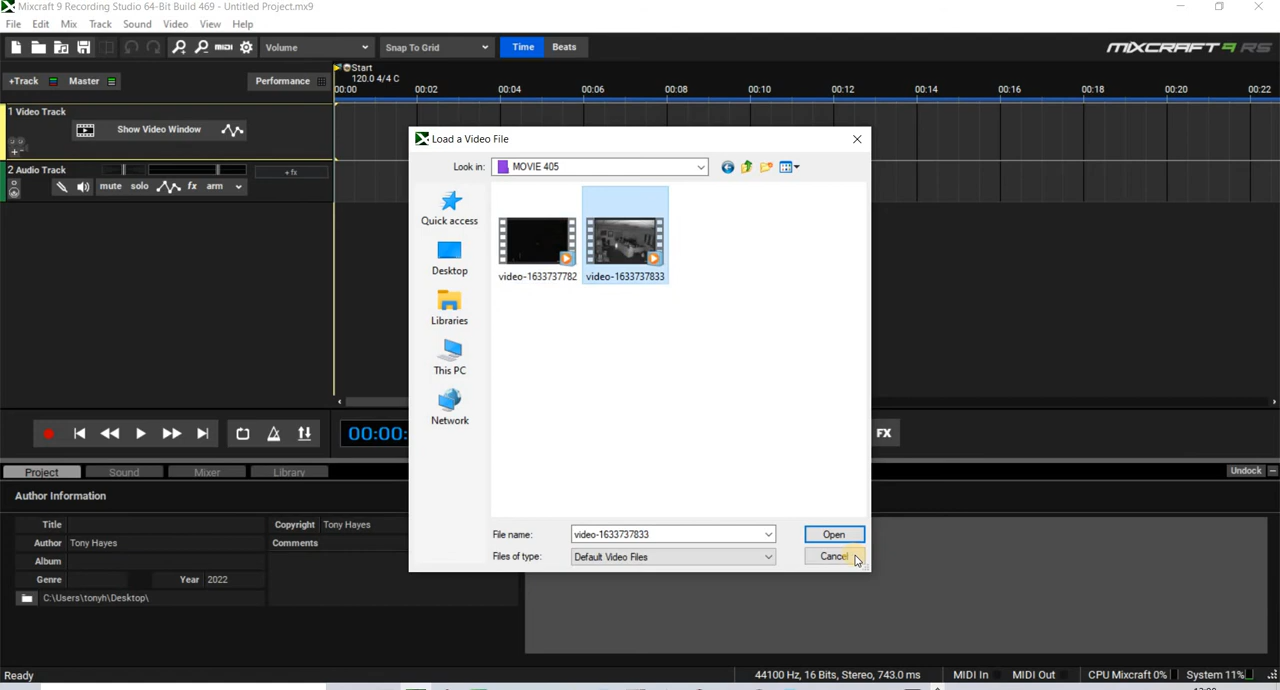 Mixcraft 9 Recording Studio 64-Bit Build 469 - Untitled Project.mx9
File Edit Mix Track Sound Video View Help
MIDI Volume Snap To Grid Time Beats MIXCRAFT 9 RS
+Track Master Performance
Start
120.0 4/4 C
00:00 00:02 00:04 00:06 00:08 00:10 00:12 00:14 00:16 00:18 00:20 00:22
1 Video Track
Show Video Window
2 Audio Track
+fx
mute solo fx arm
Load a Video File
Look in: MOVIE 405
Quick access
Desktop
Libraries
This PC
Network
video-1633737782 video-1633737833
File name: video-1633737833 Open
Files of type: Default Video Files Cancel
00:00: FX
Project Sound Mixer Library Undock
Author Information
Title Copyright Tony Hayes
Author Tony Hayes Comments
Album
Genre Year 2022
C:\Users\tonyh\Desktop\
Ready 44100 Hz, 16 Bits, Stereo, 743.0 ms MIDI In MIDI Out CPU Mixcraft 0% System 11%